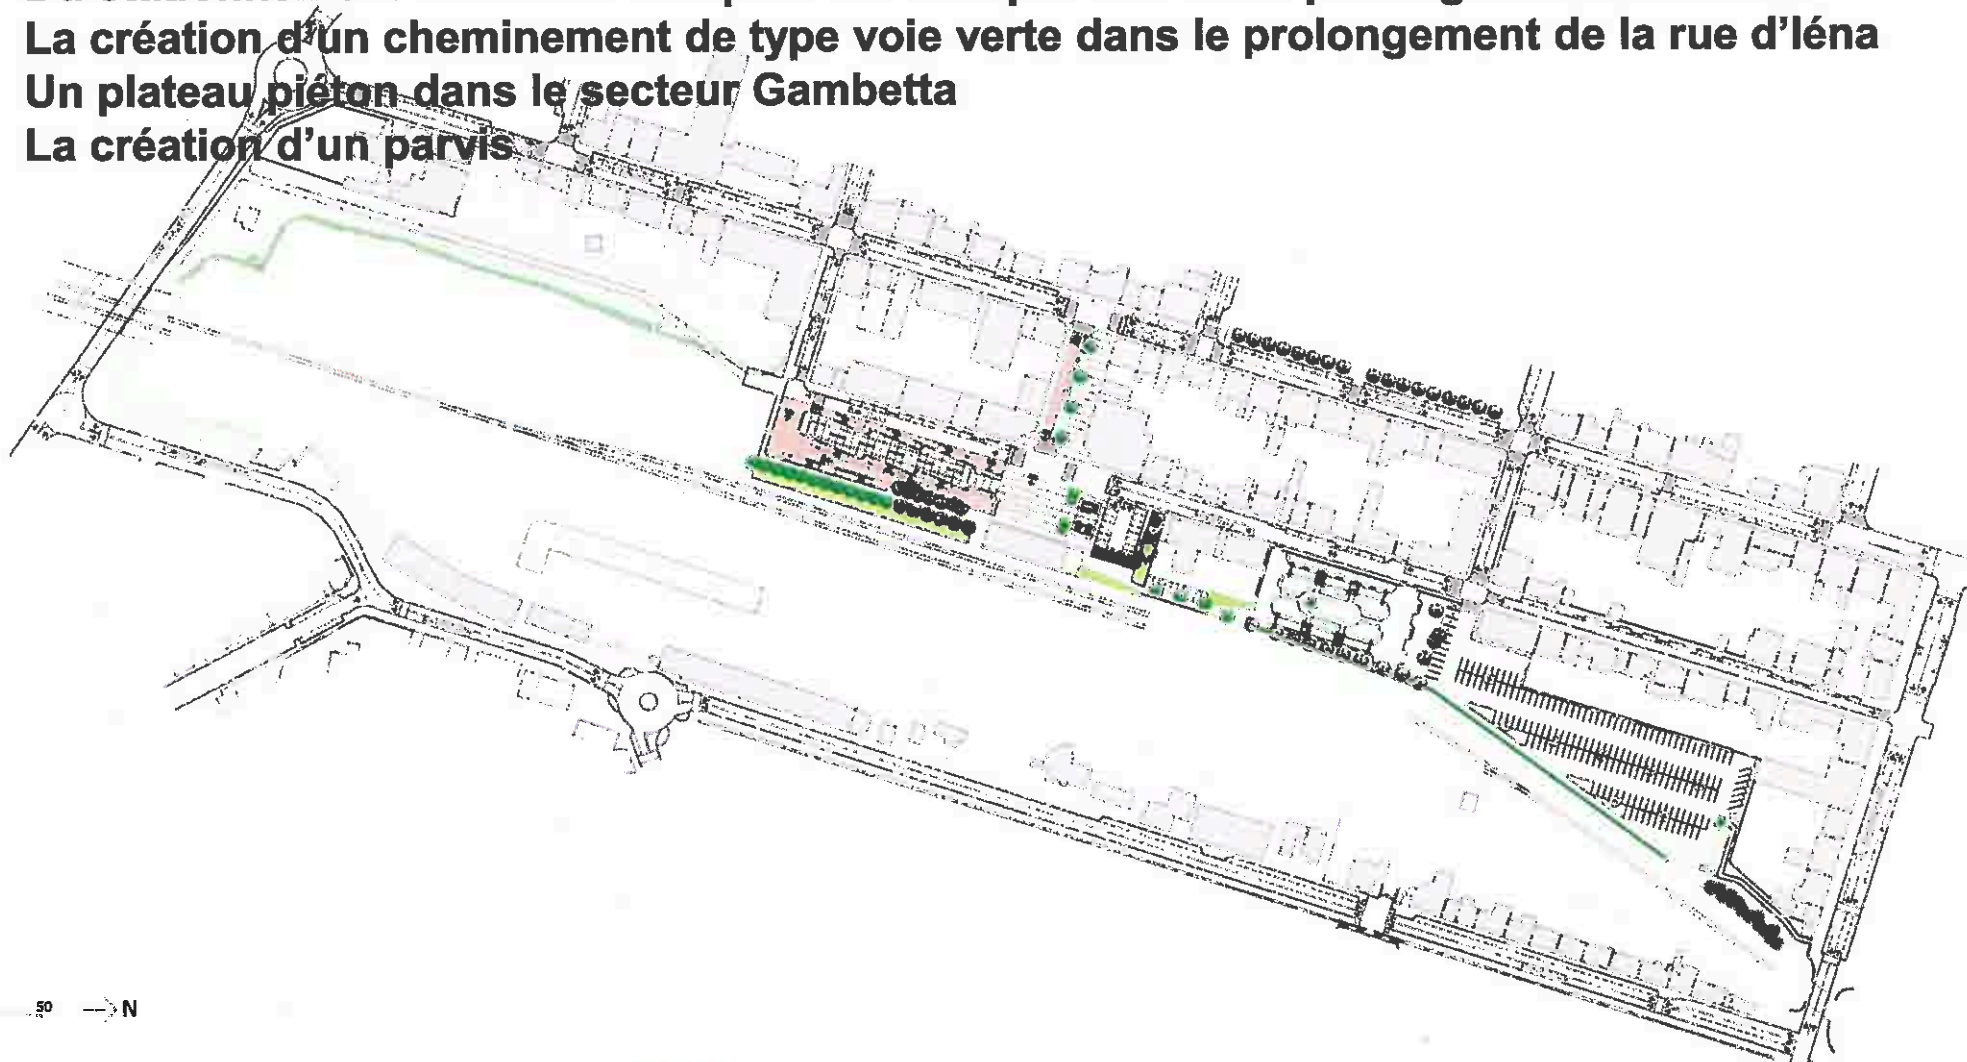 La création d'un cheminement de type voie verte dans le prolongement de la rue d'Iéna
Un plateau piéton dans le secteur Gambetta
La création d'un parvis
50 N